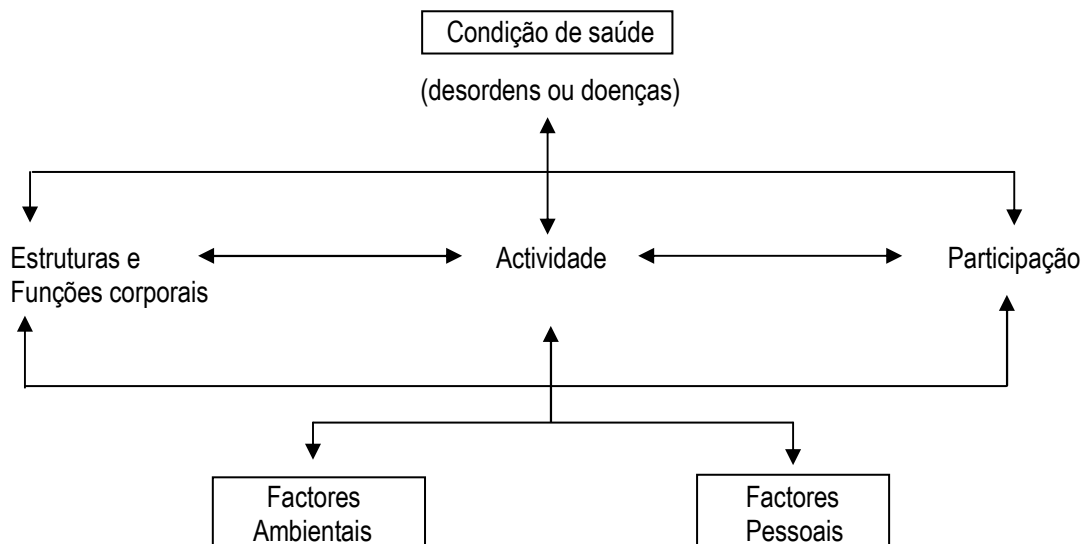 Condição de saúde
(desordens ou doenças)
Estruturas e
Funções corporais
Actividade
Participação
Factores
Ambientais
Factores
Pessoais